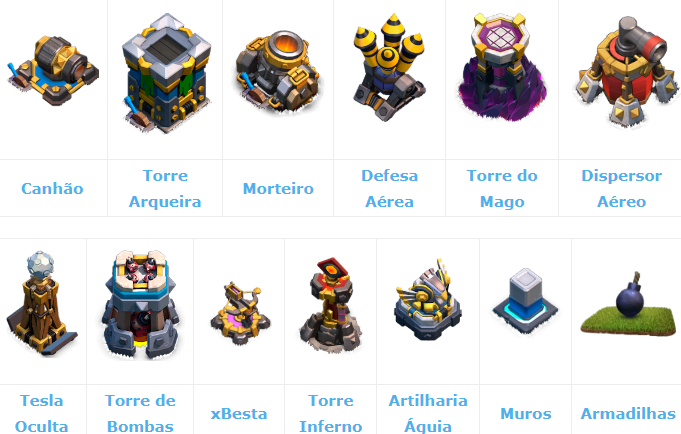 Canhão
Torre
Arqueira
Morteiro
Defesa
Aérea
Torre do
Mago
Dispersor
Aéreo
Tesla
Oculta
Torre de
Bombas
xBesta
Torre
Inferno
Artilharia
Águia
Muros
Armadilhas